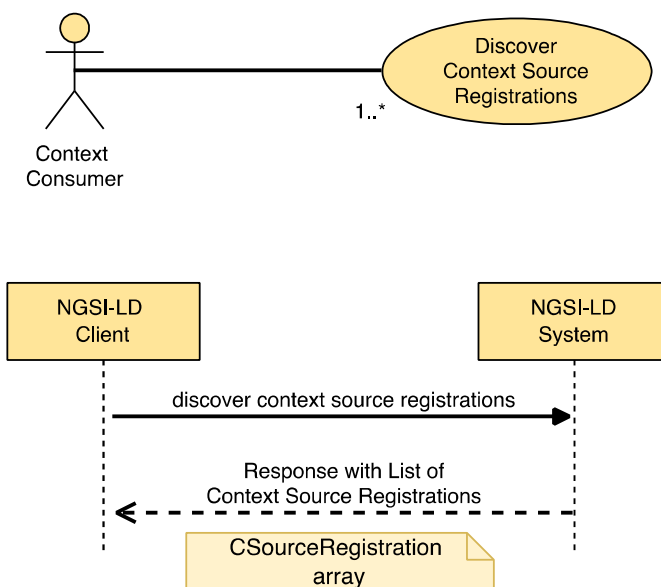 Discover
Context Source
Registrations
1..*
Context
Consumer
NGSI-LD
Client
NGSI-LD
System
discover context source registrations
Response with List of
Context Source Registrations
CSourceRegistration
array